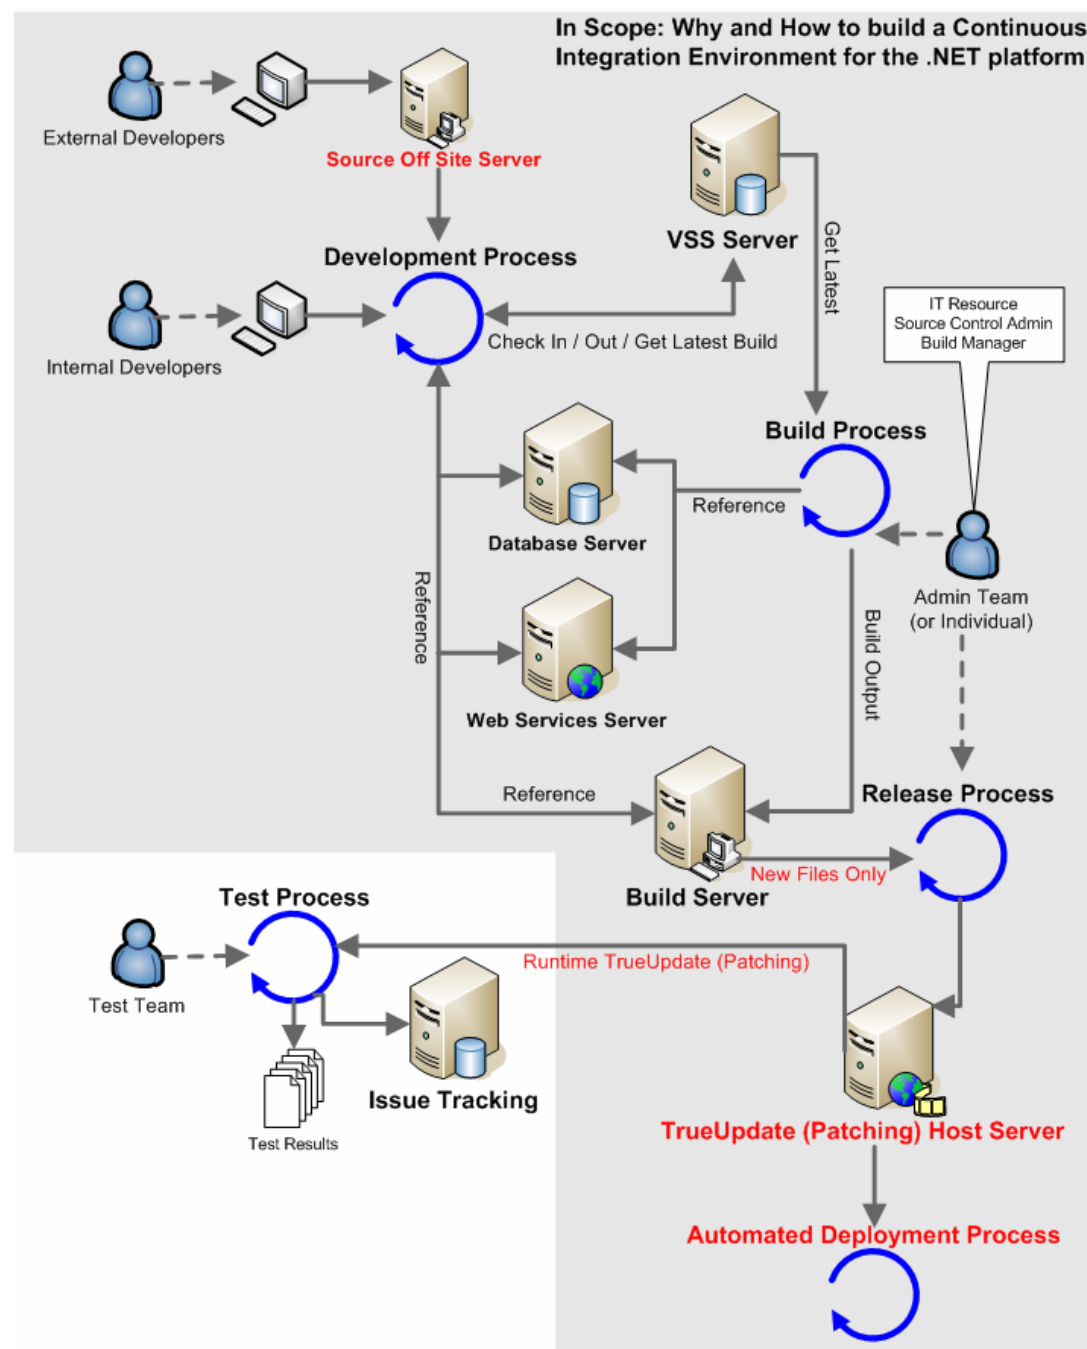 In Scope: Why and How to build a Continuous
Integration Environment for the .NET platform
External Developers
Source Off Site Server
VSS Server
Get Latest
Development Process
Internal Developers
Check In / Out / Get Latest Build
IT Resource
Source Control Admin
Build Manager
Build Process
Reference
Database Server
Admin Team
(or Individual)
Reference
Build Output
Web Services Server
Reference
Release Process
New Files Only
Build Server
Test Process
Runtime TrueUpdate (Patching)
Test Team
Issue Tracking
Test Results
TrueUpdate (Patching) Host Server
Automated Deployment Process